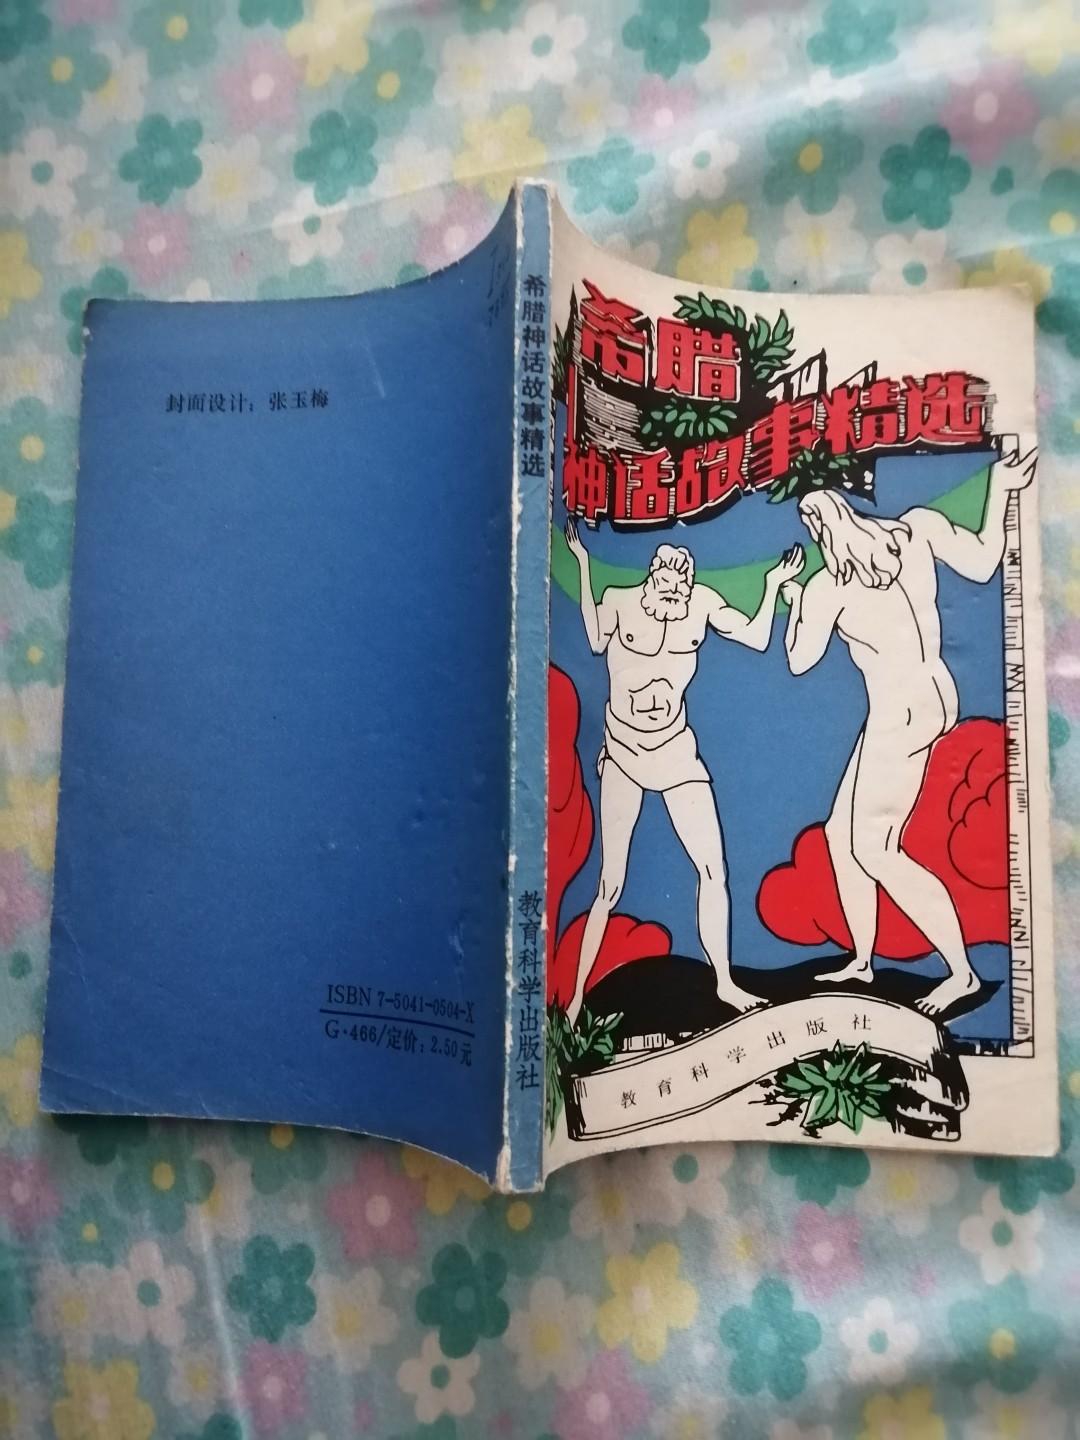 封面设计：张玉梅
ISBN 7-5041-0504-X
G·466/定价：2.50元
希腊神话故事精选
教育科学出版社
希腊
神话故事精选
教育科学出版社